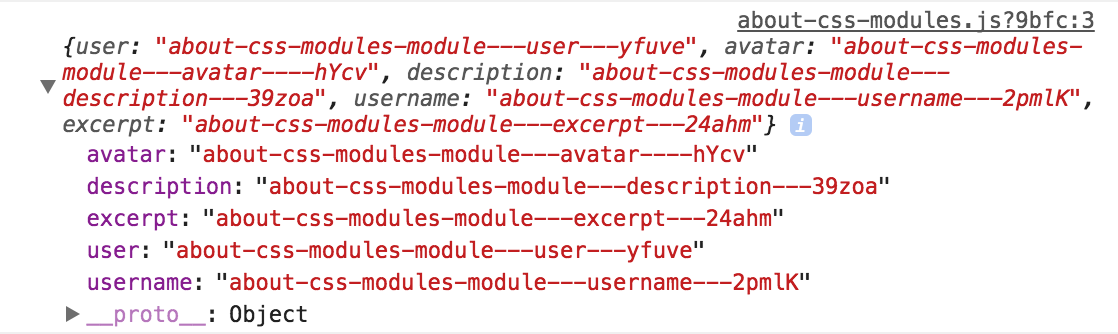 about-css-modules.js?9bfc:3
{user: "about-css-modules-module---user---yfuve", avatar: "about-css-modules-
module---avatar----hYcv", description: "about-css-modules-module---
description---39zoa", username: "about-css-modules-module---username---2pmlK",
excerpt: "about-css-modules-module---excerpt---24ahm"} i
avatar: "about-css-modules-module---avatar----hYcv"
description: "about-css-modules-module---description---39zoa"
excerpt: "about-css-modules-module---excerpt---24ahm"
user: "about-css-modules-module---user---yfuve"
username: "about-css-modules-module---username---2pmlK"
__proto__: Object